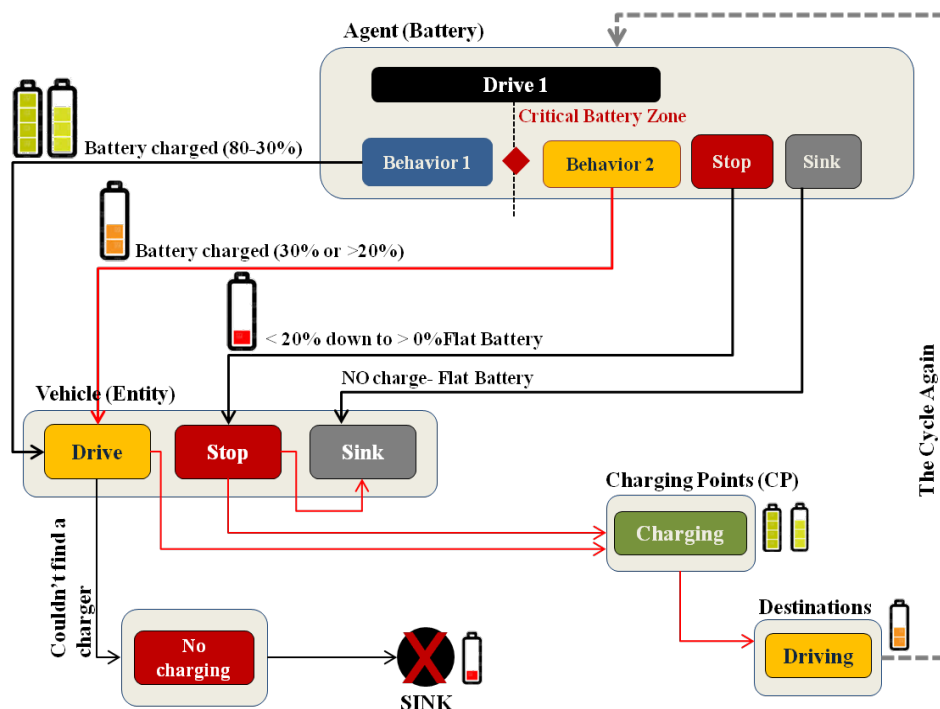 Agent (Battery)
Drive 1
Critical Battery Zone
Battery charged (80-30%)
Behavior 1
Behavior 2
Stop
Sink
Battery charged (30% or >20%)
< 20% down to > 0%Flat Battery
NO charge- Flat Battery
Vehicle (Entity)
Drive
Stop
Sink
The Cycle Again
Charging Points (CP)
Charging
Couldn't find a
charger
Destinations
No
charging
Driving
SINK